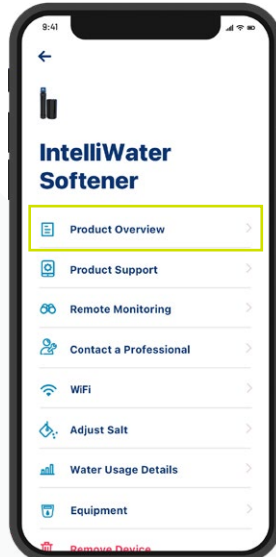 9:41
IntelliWater
Softener
Product Overview
Product Support
Remote Monitoring
Contact a Professional
WiFi
Adjust Salt
Water Usage Details
Equipment
Remove Device